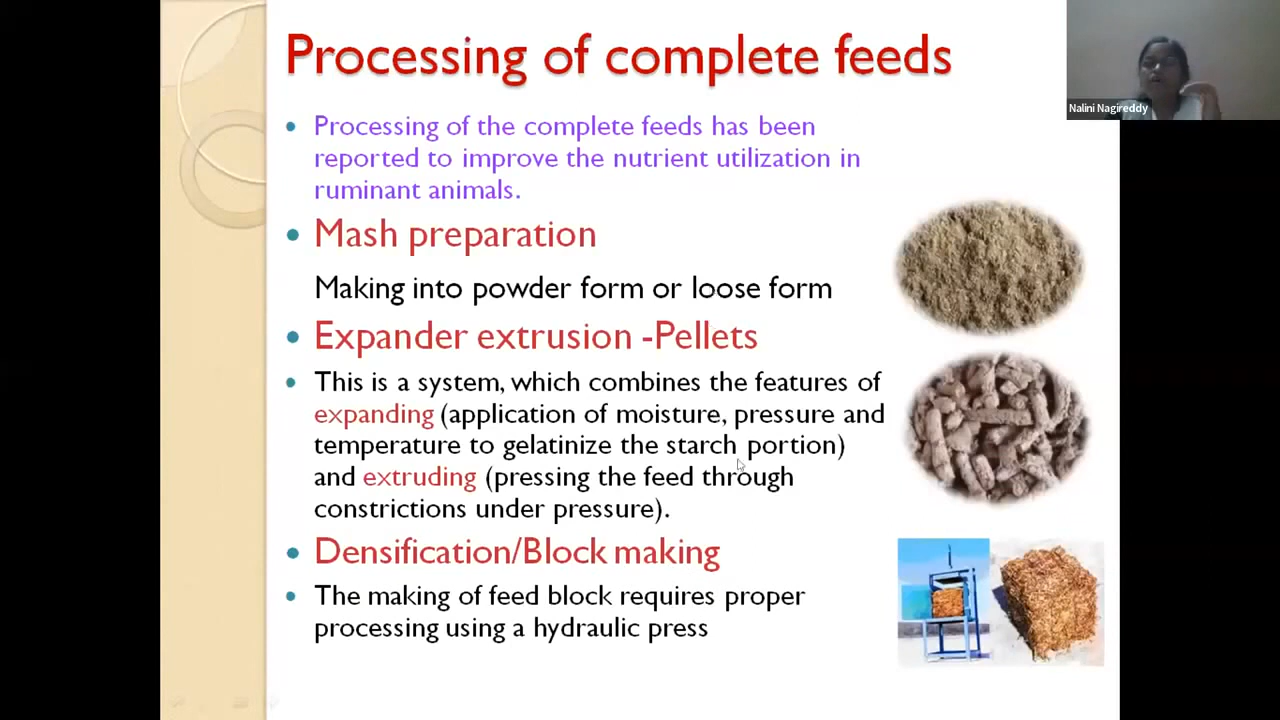 Processing of complete feeds
Nalini Nagireddy
• Processing of the complete feeds has been
reported to improve the nutrient utilization in
ruminant animals.
• Mash preparation
Making into powder form or loose form
• Expander extrusion -Pellets
• This is a system, which combines the features of
expanding (application of moisture, pressure and
temperature to gelatinize the starch portion)
and extruding (pressing the feed through
constrictions under pressure).
• Densification/Block making
• The making of feed block requires proper
processing using a hydraulic press